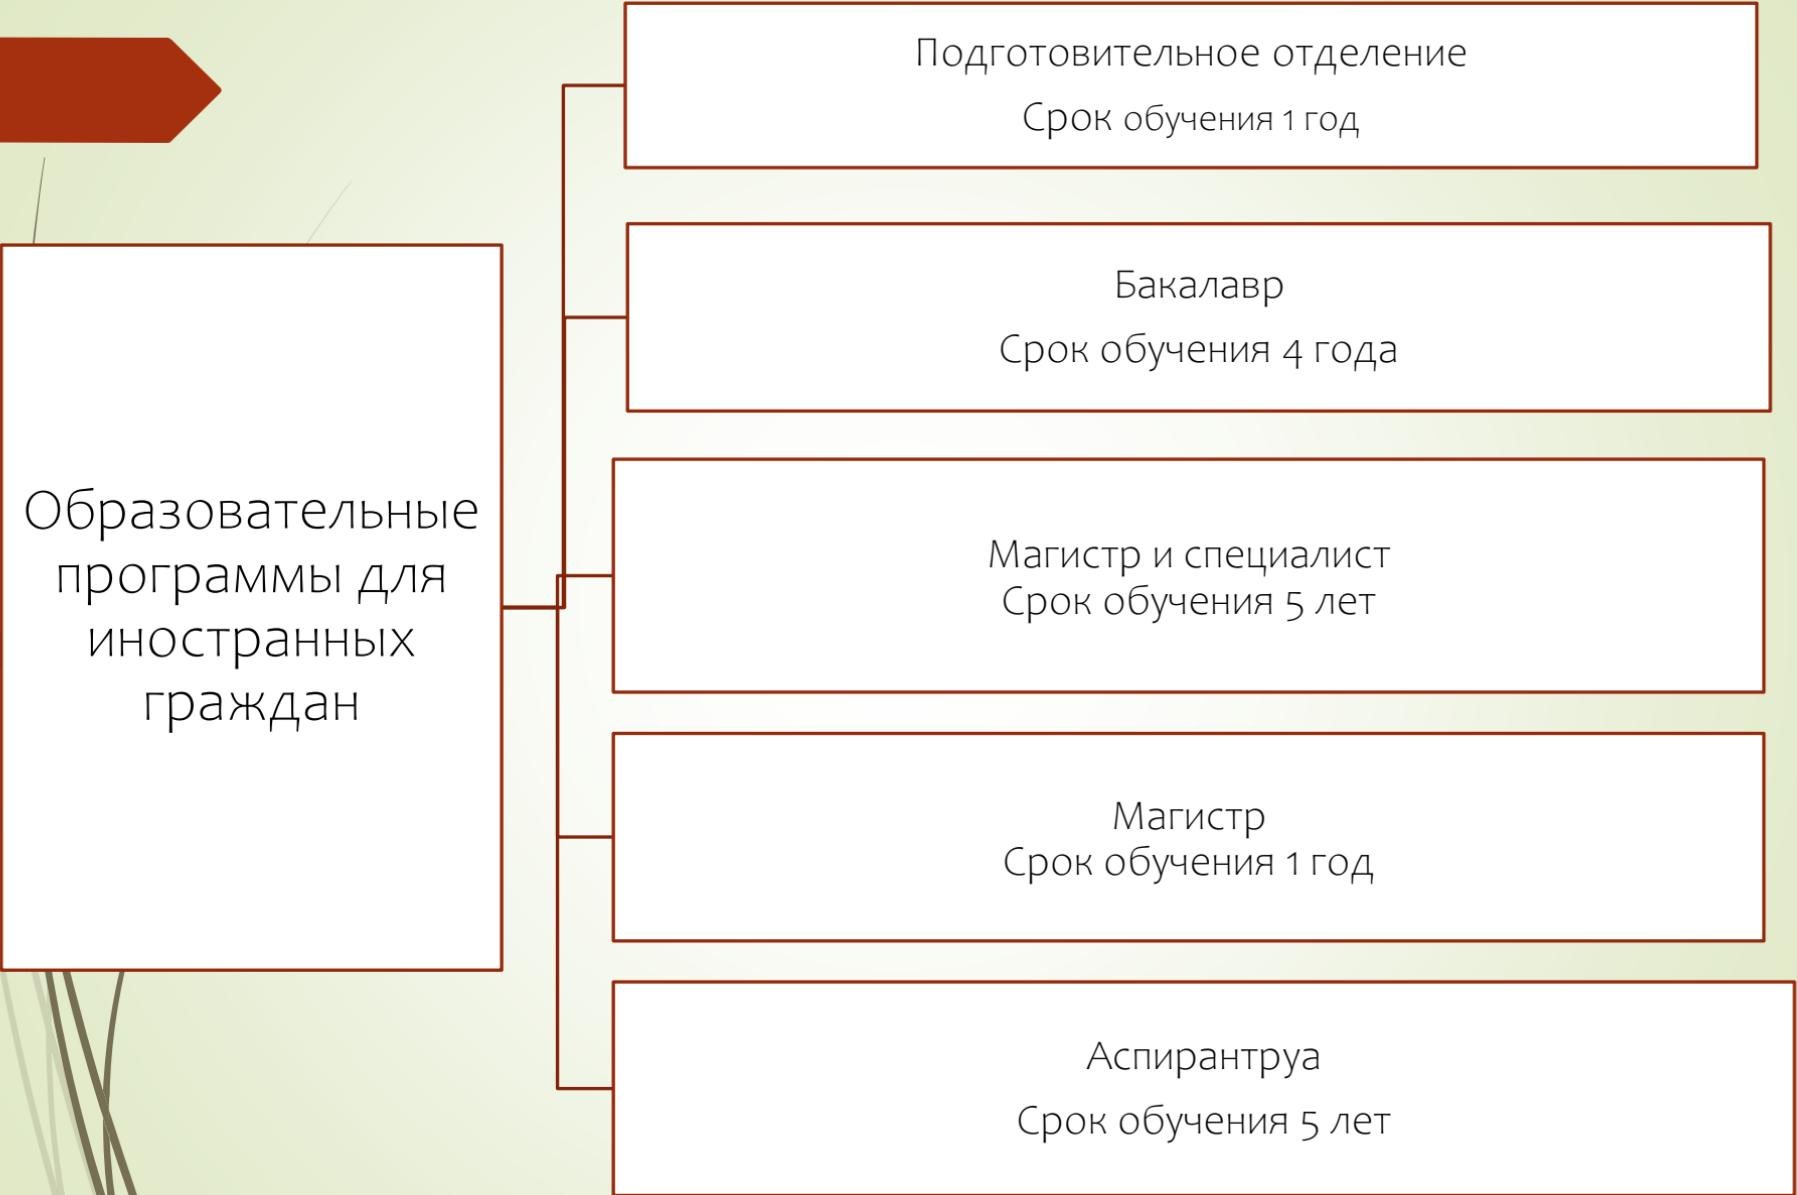 Образовательные
программы для
иностранных
граждан
Подготовительное отделение
Срок обучения 1 год
Бакалавр
Срок обучения 4 года
Магистр и специалист
Срок обучения 5 лет
Магистр
Срок обучения 1 год
Аспирантруа
Срок обучения 5 лет